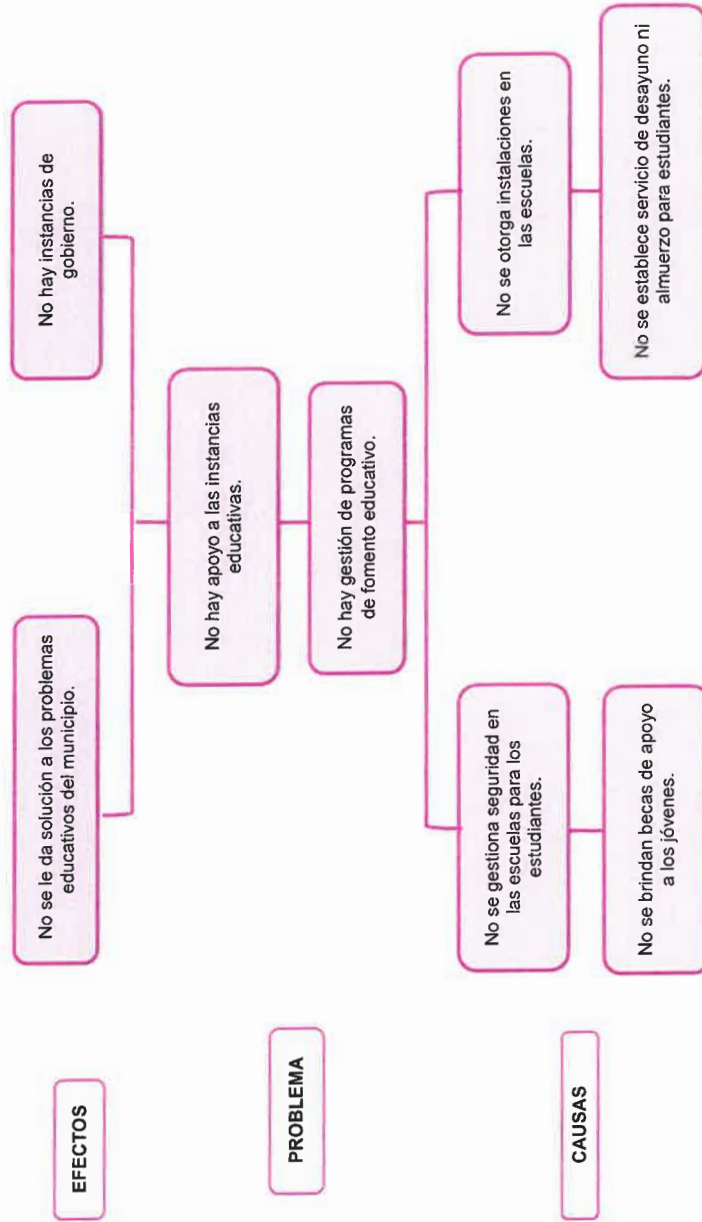 EFECTOS
No se le da solución a los problemas
educativos del municipio.
No hay instancias de
gobierno.
PROBLEMA
No hay apoyo a las instancias
educativas.
No hay gestión de programas
de fomento educativo.
CAUSAS
No se gestiona seguridad en
las escuelas para los
estudiantes.
No se otorga instalaciones en
las escuelas.
No se brindan becas de apoyo
a los jóvenes.
No se establece servicio de desayuno ni
almuerzo para estudiantes.